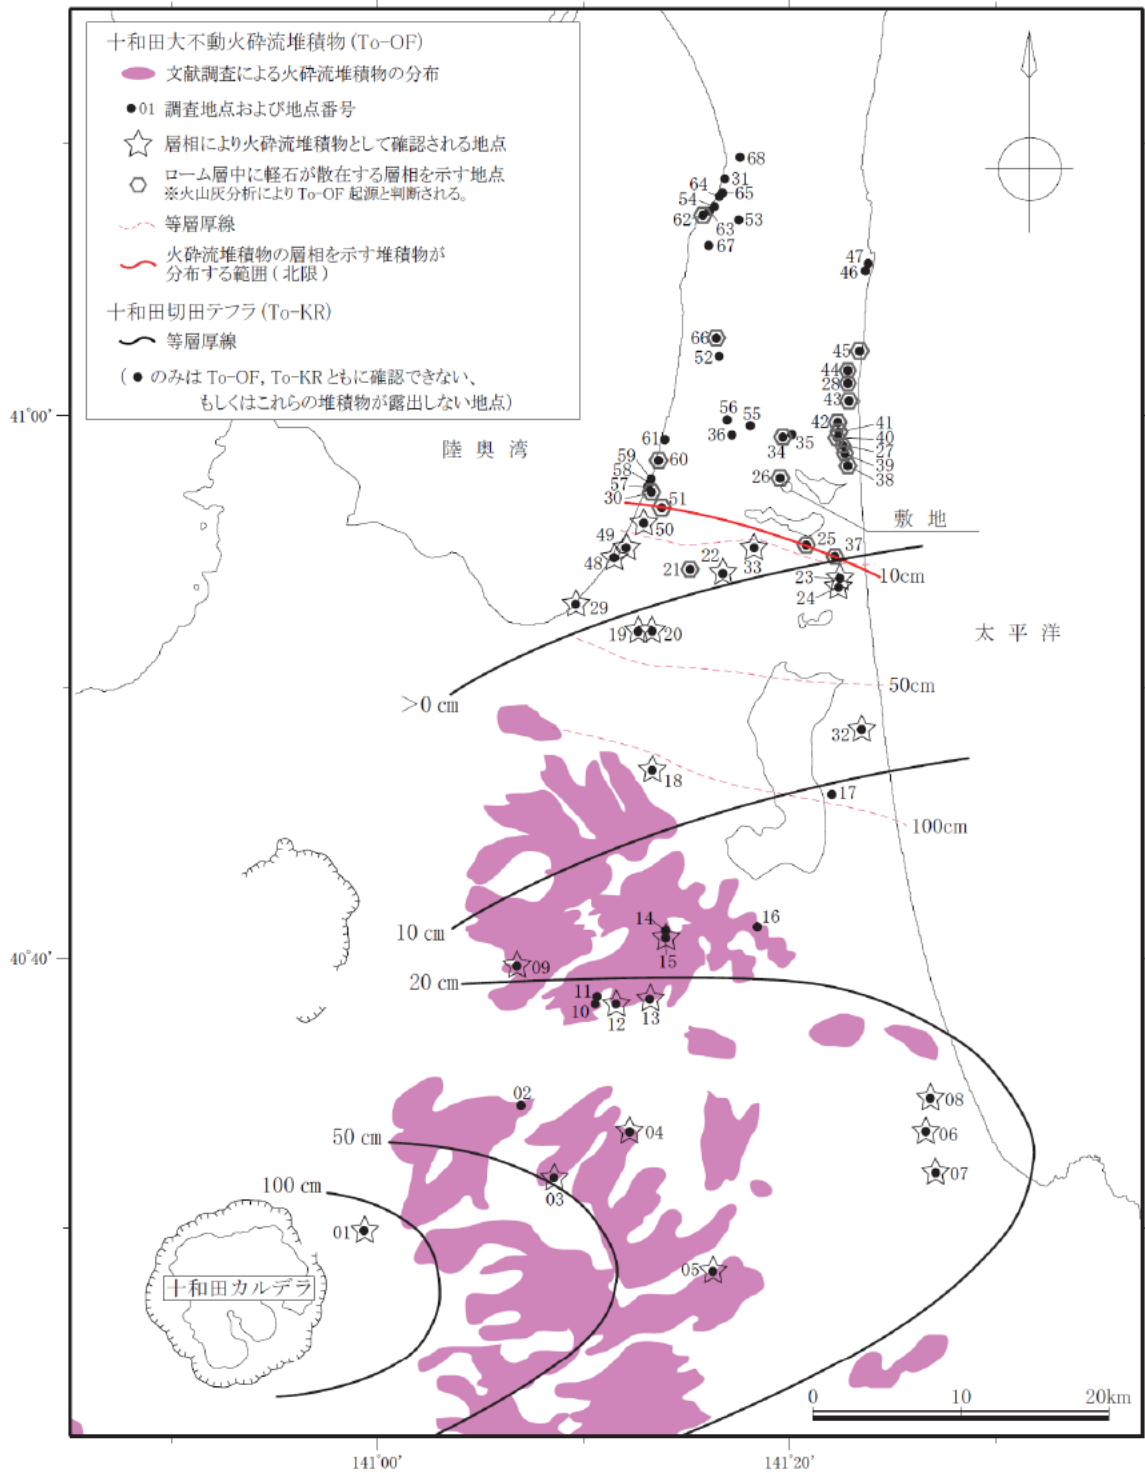 十和田大不動火砕流堆積物(To-OF)
文献調査による火砕流堆積物の分布
01 調査地点および地点番号
層相により火砕流堆積物として確認される地点
ローム層中に軽石が散在する層相を示す地点
※火山灰分析により To-OF 起源と判断される。
等層厚線
火砕流堆積物の層相を示す堆積物が
分布する範囲(北限)
十和田切田テフラ(To-KR)
等層厚線
(●のみは To-OF, To-KR ともに確認できない、
もしくはこれらの堆積物が露出しない地点)
68
31
64
65
54
62
63
53
67
47
46
66
52
45
44
28
43
41°00'
56
55
42
41
陸奥湾
61
36
34
35
40
27
59
60
39
58
26
38
57
30
51
敷地
50
25
49
37
48
22
33
21
23
10cm
24
29
19
20
太平洋
50cm
>0 cm
32
18
17
100cm
14
16
10 cm
15
40°40'
09
20 cm
11
10
12
13
02
08
04
06
50 cm
07
03
100 cm
01
05
十和田カルデラ
0
10
20km
141°00'
141°20'